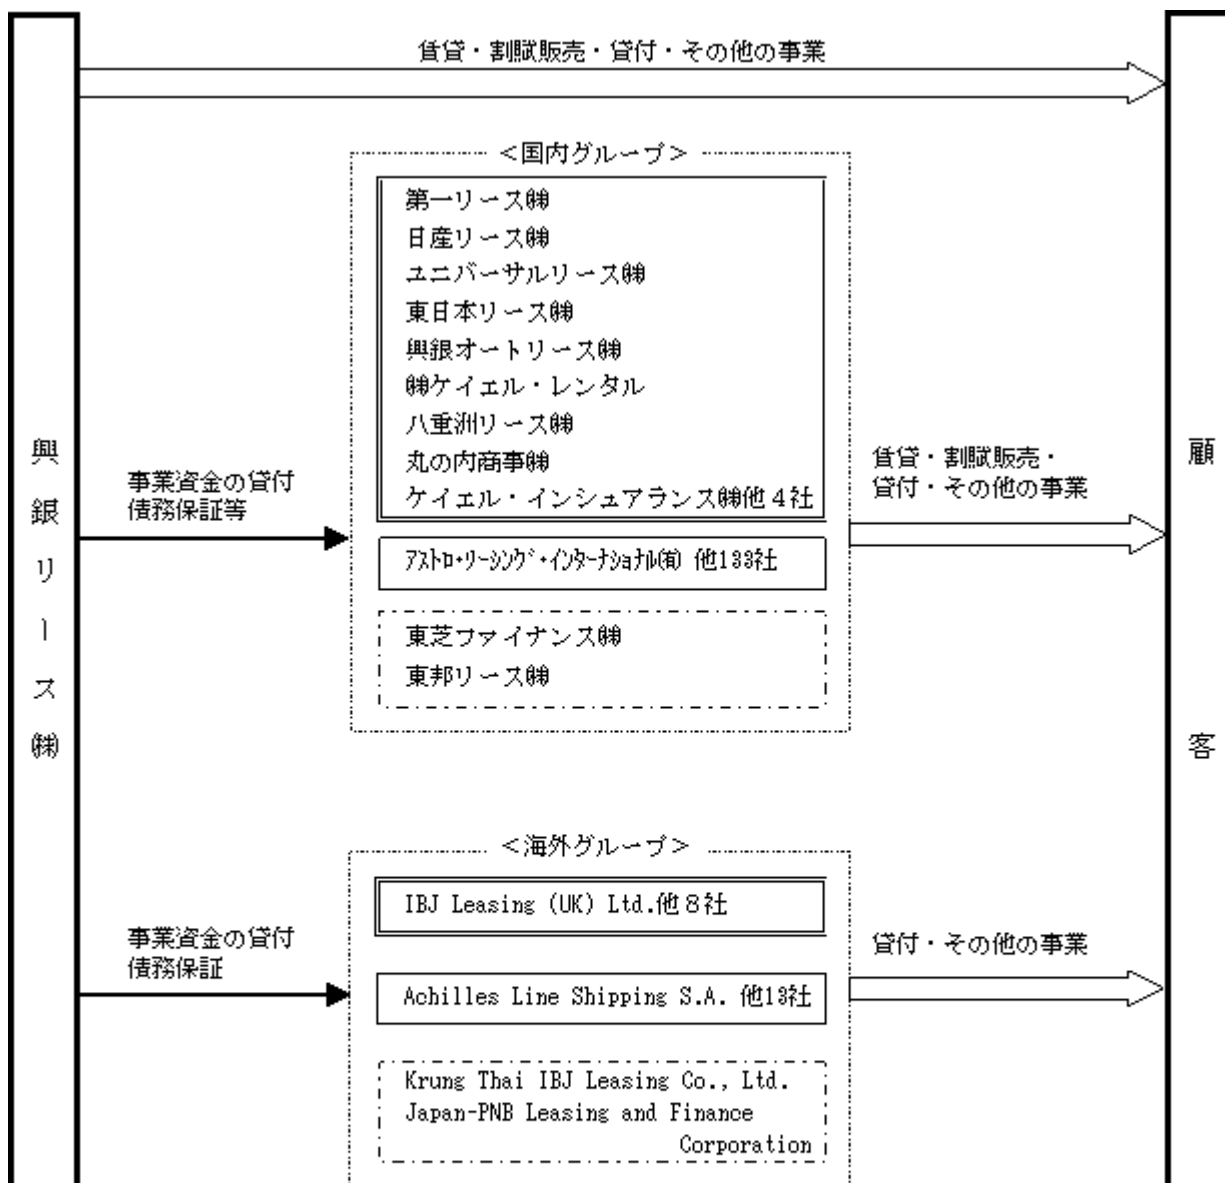 賃貸・割賦販売・貸付・その他の事業
<国内グループ>
第一リース㈱
日産リース㈱
ユニバーサルリース㈱
東日本リース㈱
興銀オートリース㈱
㈱ケイエル・レンタル
八重洲リース㈱
丸の内商事㈱
ケイエル・インシュアランス㈱他4社
アストロ・リーシング・インターナショナル㈲ 他133社
東芝ファイナンス㈱
東邦リース㈱
興銀リース㈱
事業資金の貸付
債務保証等
賃貸・割賦販売・
貸付・その他の事業
顧客
<海外グループ>
IBJ Leasing (UK) Ltd.他8社
Achilles Line Shipping S.A. 他13社
Krung Thai IBJ Leasing Co., Ltd.
Japan-PNB Leasing and Finance
Corporation
事業資金の貸付
債務保証
貸付・その他の事業